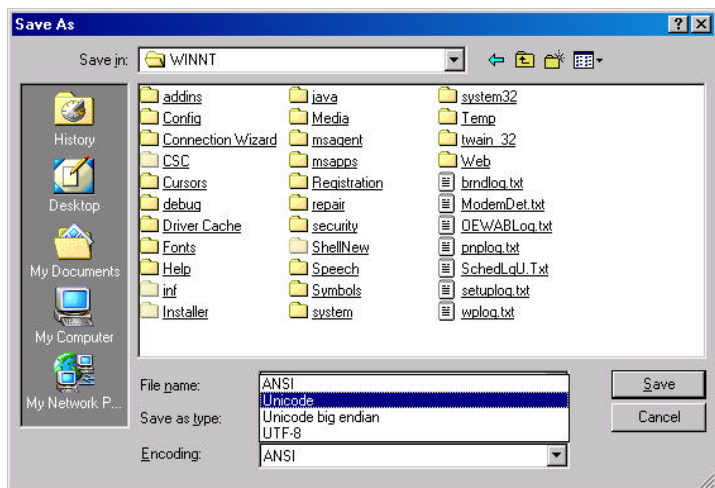 Save As
Save in: WINNT
History
Desktop
My Documents
My Computer
My Network P...
addins java system32
Config Media Temp
Connection Wizard msagent twain_32
CSC msapps Web
Cursors Registration brndlog.txt
debug repair ModemDet.txt
Driver Cache security OEWABLog.txt
Fonts ShellNew pnplog.txt
Help Speech SchedLgU.Txt
inf Symbols setuplog.txt
Installer system wplog.txt
File name: ANSI Save
Unicode
Save as type: Unicode big endian Cancel
UTF-8
Encoding: ANSI